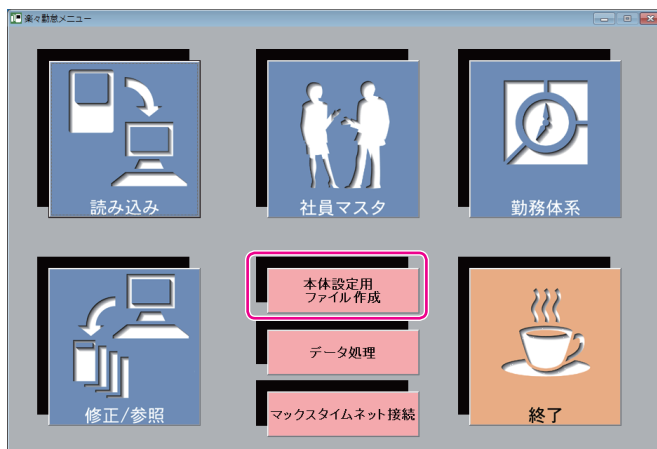 楽々勤怠メニュー
読み込み
社員マスタ
勤務体系
修正/参照
本体設定用
ファイル作成
データ処理
マックスタイムネット接続
終了